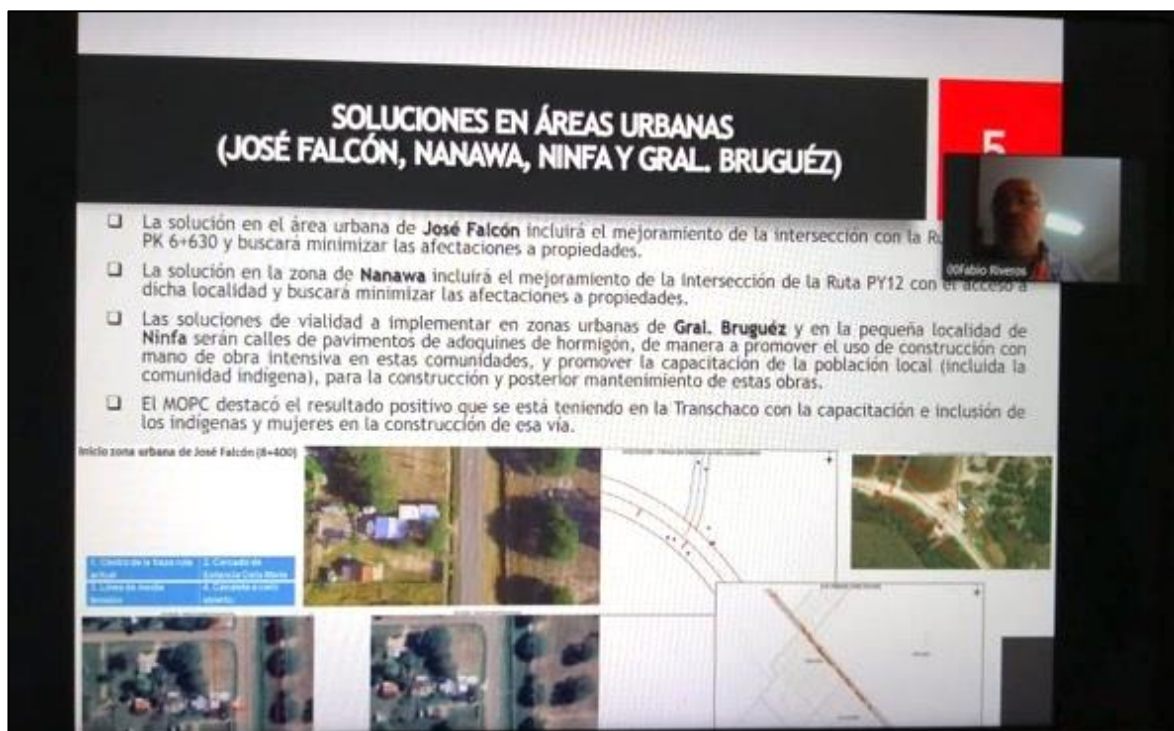 SOLUCIONES EN ÁREAS URBANAS
(JOSÉ FALCÓN, NANAWA, NINFA Y GRAL. BRUGUÉZ)
5
La solución en el área urbana de José Falcón incluirá el mejoramiento de la intersección con la
PK 6+630 y buscará minimizar las afectaciones a propiedades.
00Fabio Riveros
La solución en la zona de Nanawa incluirá el mejoramiento de la intersección de la Ruta PY12 con el acceso a
dicha localidad y buscará minimizar las afectaciones a propiedades.
Las soluciones de vialidad a implementar en zonas urbanas de Gral. Bruguéz y en la pequeña localidad de
Ninfa serán calles de pavimentos de adoquines de hormigón, de manera a promover el uso de construcción con
mano de obra intensiva en estas comunidades, y promover la capacitación de la población local (incluida la
comunidad indígena), para la construcción y posterior mantenimiento de estas obras.
El MOPC destacó el resultado positivo que se está teniendo en la Transchaco con la capacitación e inclusión de
los indígenas y mujeres en la construcción de esa vía.
Inicio zona urbana de José Falcón (8+400)